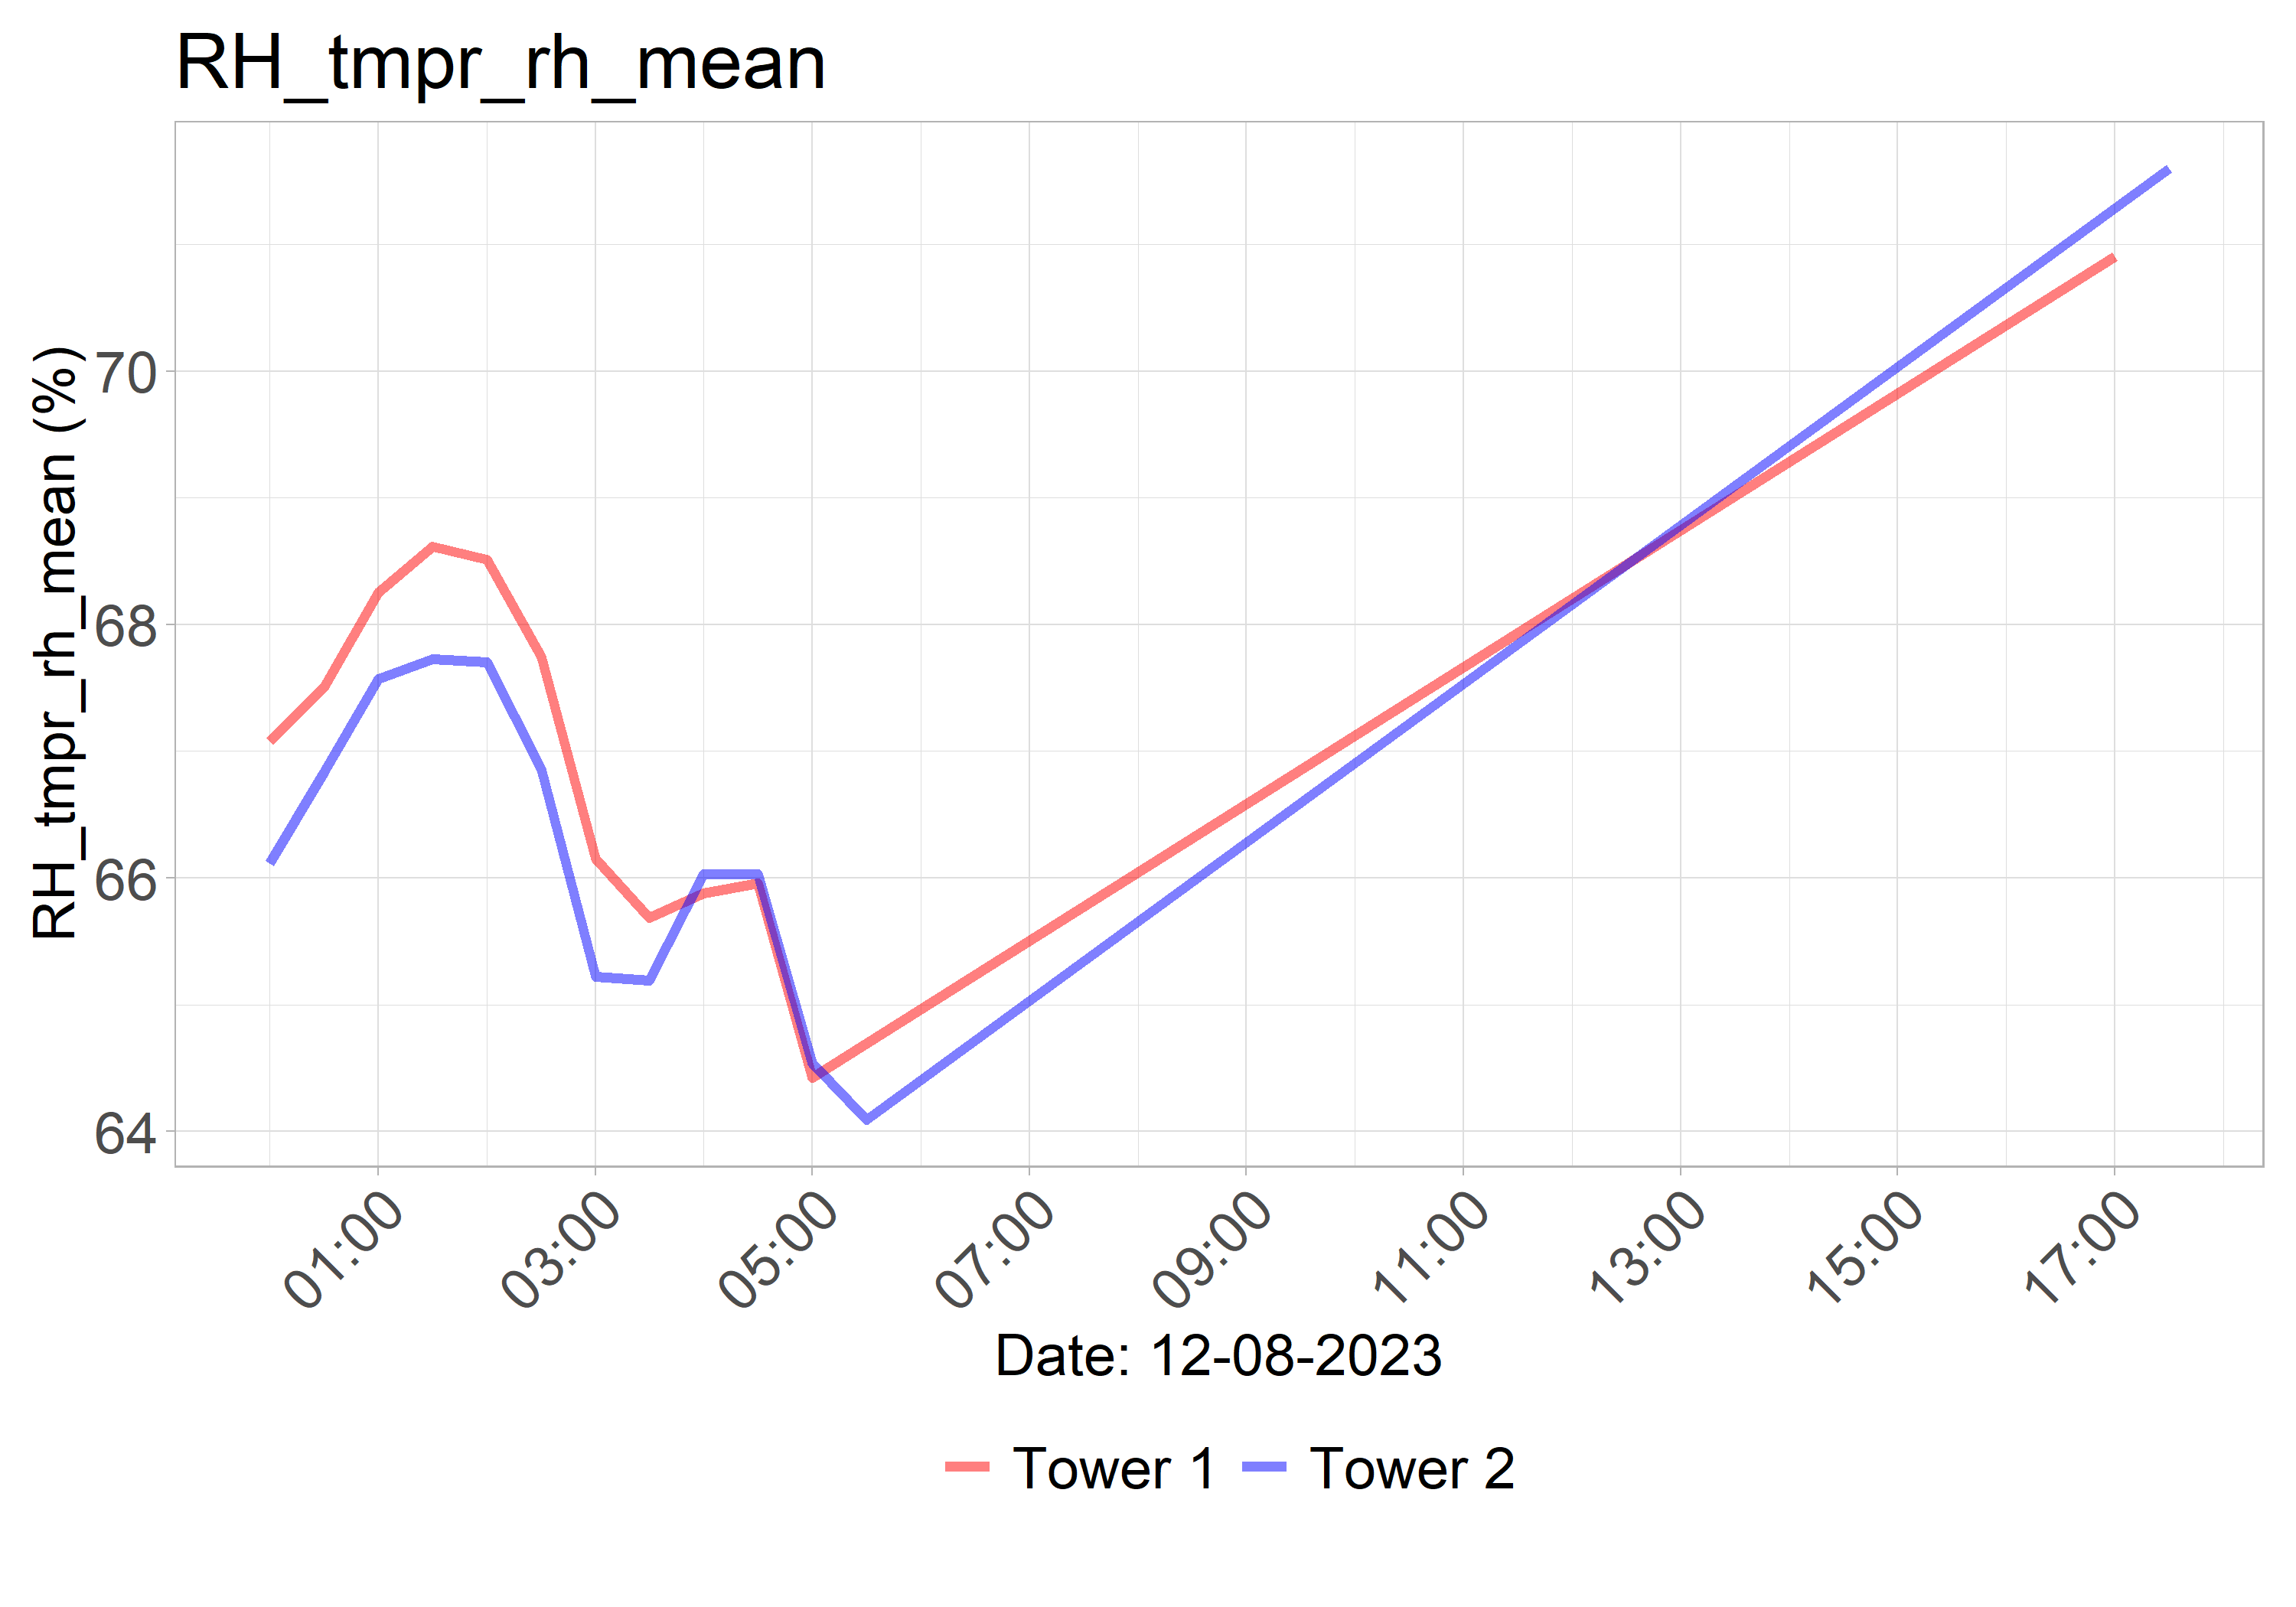 RH_tmpr_rh_mean
RH_tmpr_rh_mean (%)
70
68
66
64
01:00
03:00
05:00
07:00
09:00
11:00
13:00
15:00
17:00
Date: 12-08-2023
Tower 1
Tower 2